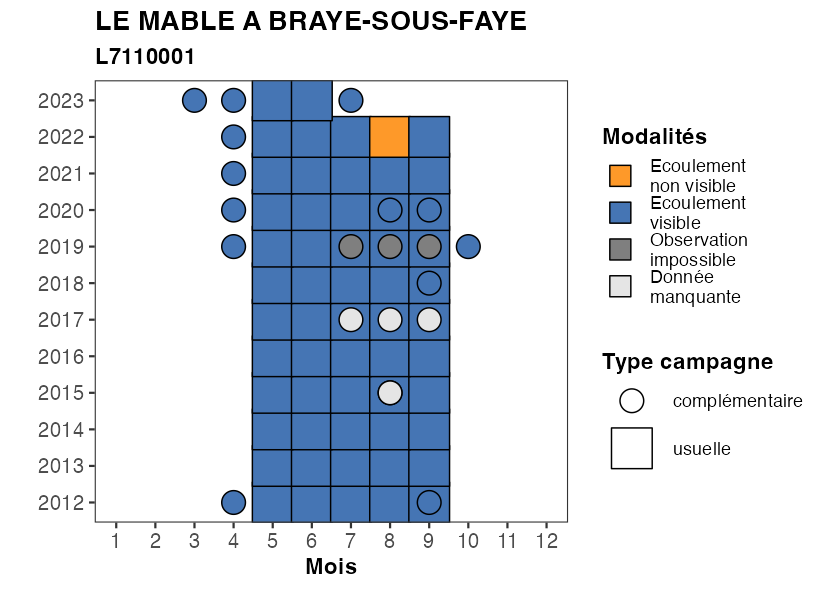 LE MABLE A BRAYE-SOUS-FAYE
L7110001
2023
2022
2021
2020
2019
2018
2017
2016
2015
2014
2013
2012
1 2 3 4 5 6 7 8 9 10 11 12
Mois
Modalités
Ecoulement
non visible
Ecoulement
visible
Observation
impossible
Donnée
manquante
Type campagne
complémentaire
usuelle